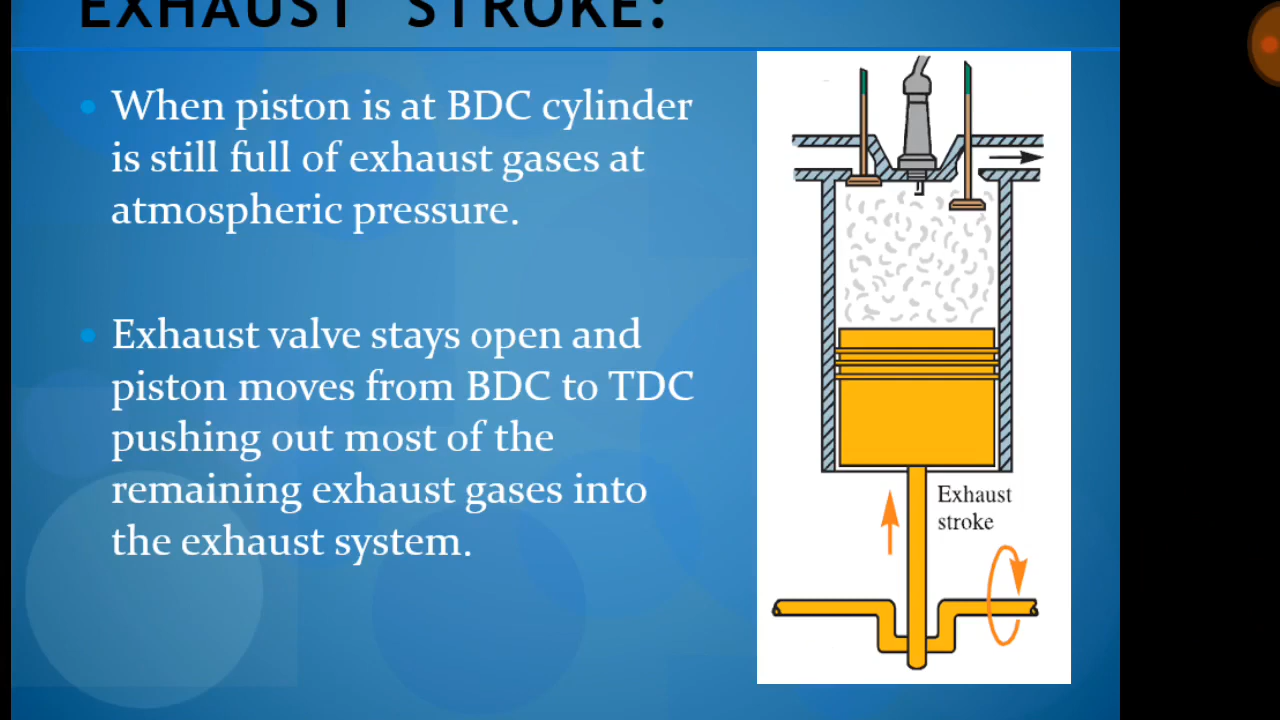 EXHAUST STROKE:
When piston is at BDC cylinder
is still full of exhaust gases at
atmospheric pressure.
Exhaust valve stays open and
piston moves from BDC to TDC
pushing out most of the
remaining exhaust gases into
the exhaust system.
Exhaust
stroke